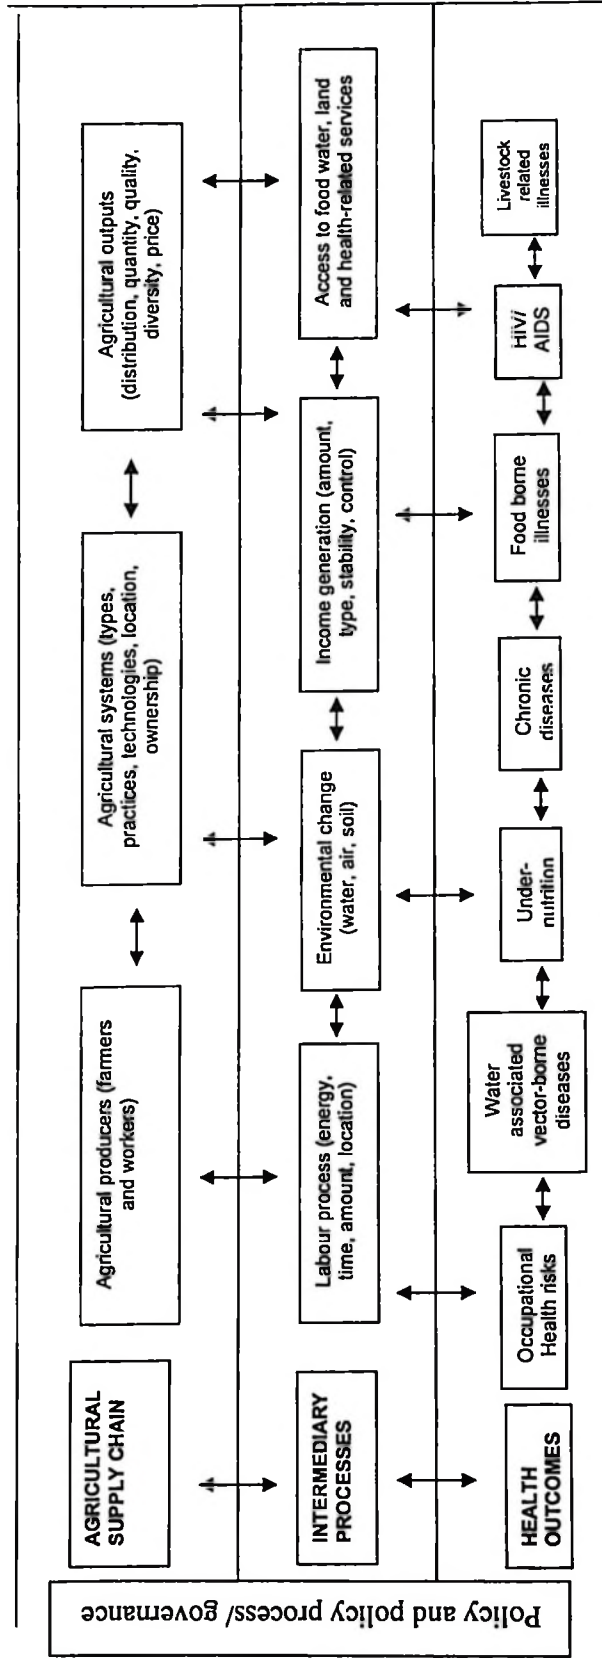 Policy and policy process/ governance
AGRICULTURAL
SUPPLY CHAIN
Agricultural producers (farmers
and workers)
Agricultural systems (types,
practices, technologies, location,
ownership)
Agricultural outputs
(distribution, quantity, quality,
diversity, price)
INTERMEDIARY
PROCESSES
Labour process (energy,
time, amount, location)
Environmental change
(water, air, soil)
Income generation (amount,
type, stability, control)
Access to food water, land
and health-related services
HEALTH
OUTCOMES
Occupational
Health risks
Water
associated
vector-borne
diseases
Under-
nutrition
Chronic
diseases
Food borne
illnesses
HIV/
AIDS
Livestock
related
illnesses